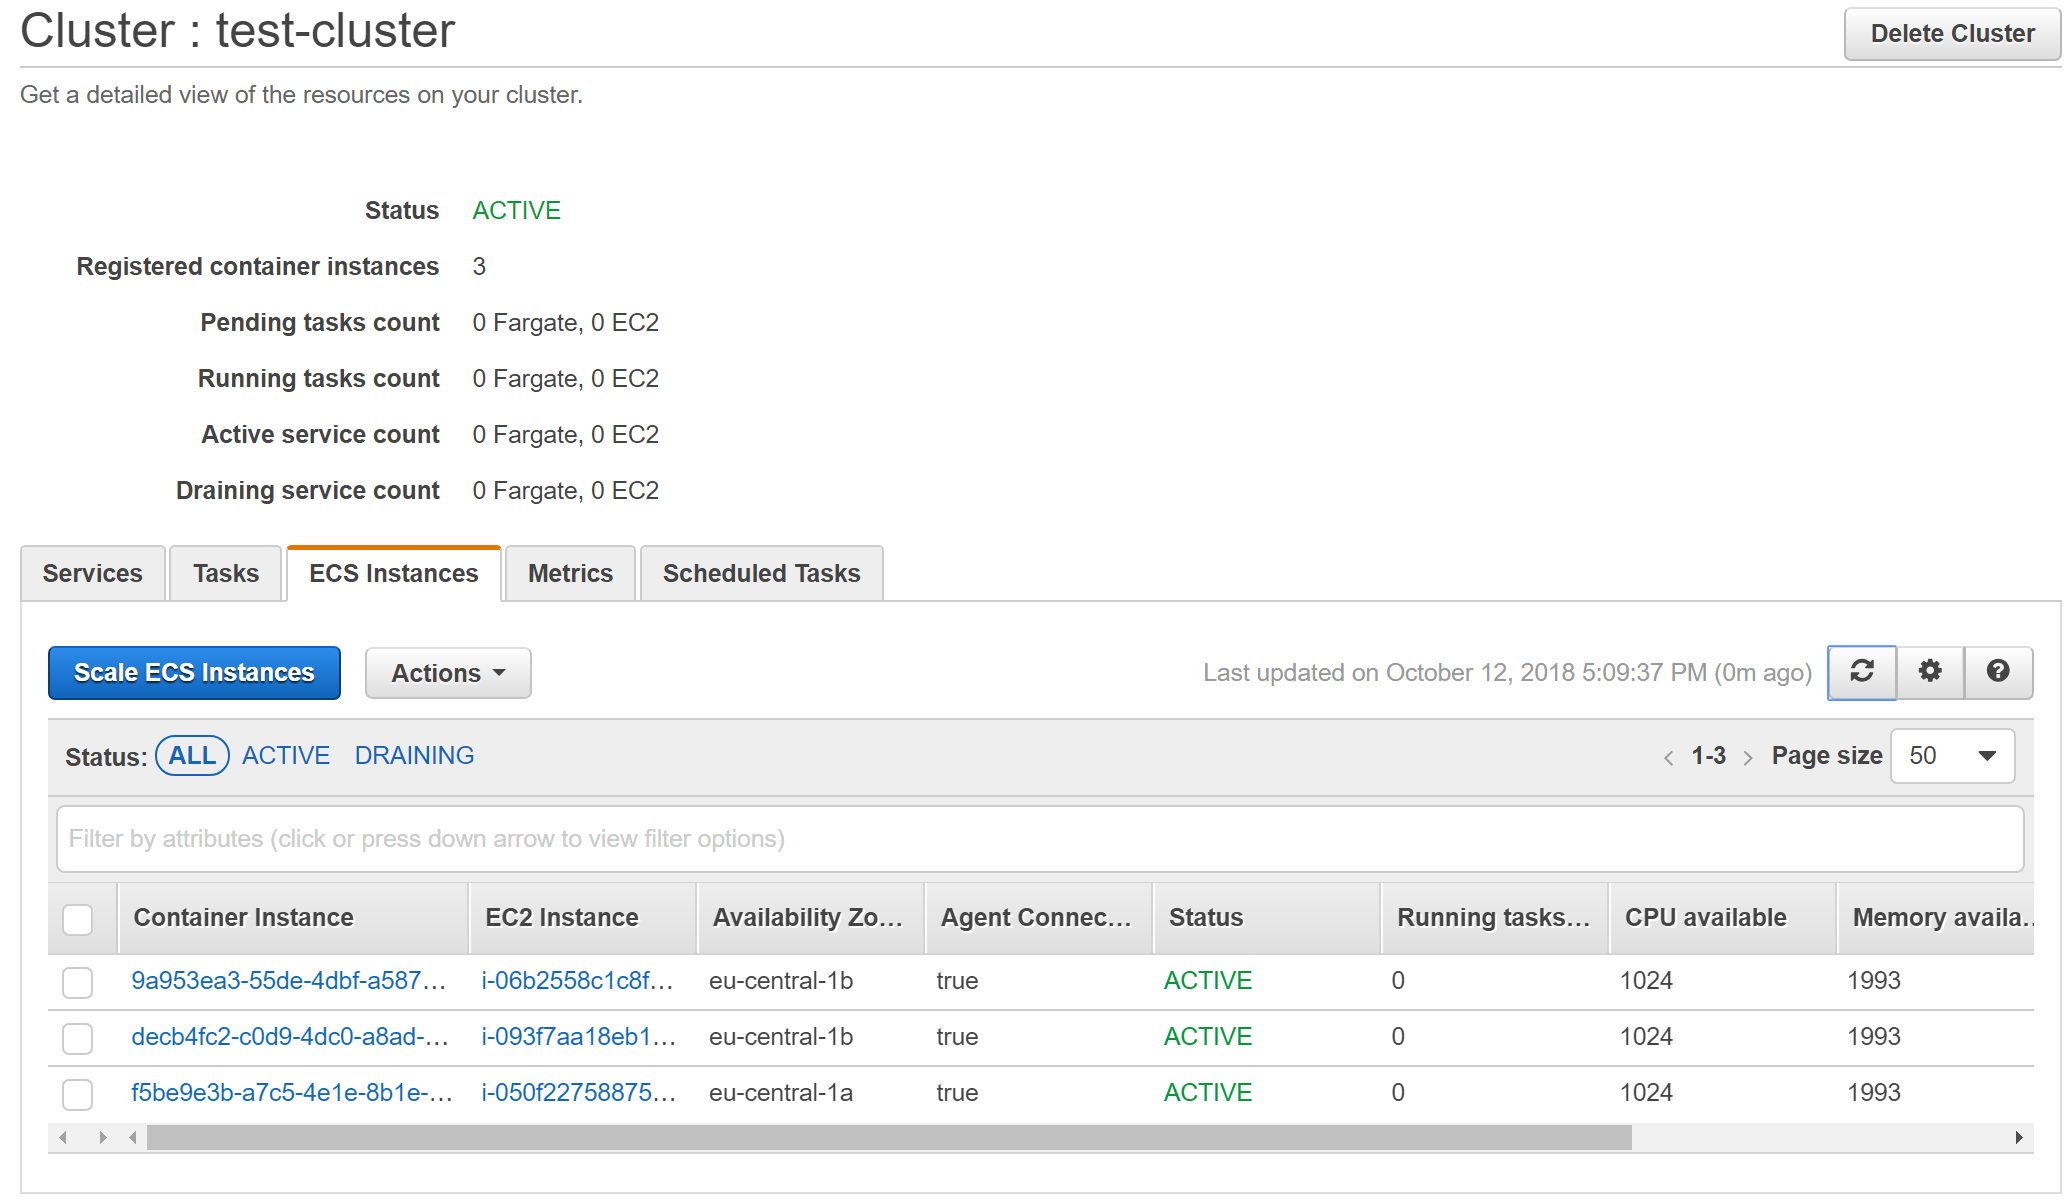 Cluster : test-cluster
Delete Cluster
Get a detailed view of the resources on your cluster.
Status ACTIVE
Registered container instances 3
Pending tasks count 0 Fargate, 0 EC2
Running tasks count 0 Fargate, 0 EC2
Active service count 0 Fargate, 0 EC2
Draining service count 0 Fargate, 0 EC2
Services Tasks ECS Instances Metrics Scheduled Tasks
Scale ECS Instances Actions Last updated on October 12, 2018 5:09:37 PM (0m ago)
Status: ALL ACTIVE DRAINING 1-3 Page size 50
Filter by attributes (click or press down arrow to view filter options)
Container Instance EC2 Instance Availability Zo... Agent Connec... Status Running tasks... CPU available Memory availa...
9a953ea3-55de-4dbf-a587... i-06b2558c1c8f... eu-central-1b true ACTIVE 0 1024 1993
decb4fc2-c0d9-4dc0-a8ad-... i-093f7aa18eb1... eu-central-1b true ACTIVE 0 1024 1993
f5be9e3b-a7c5-4e1e-8b1e-... i-050f22758875... eu-central-1a true ACTIVE 0 1024 1993